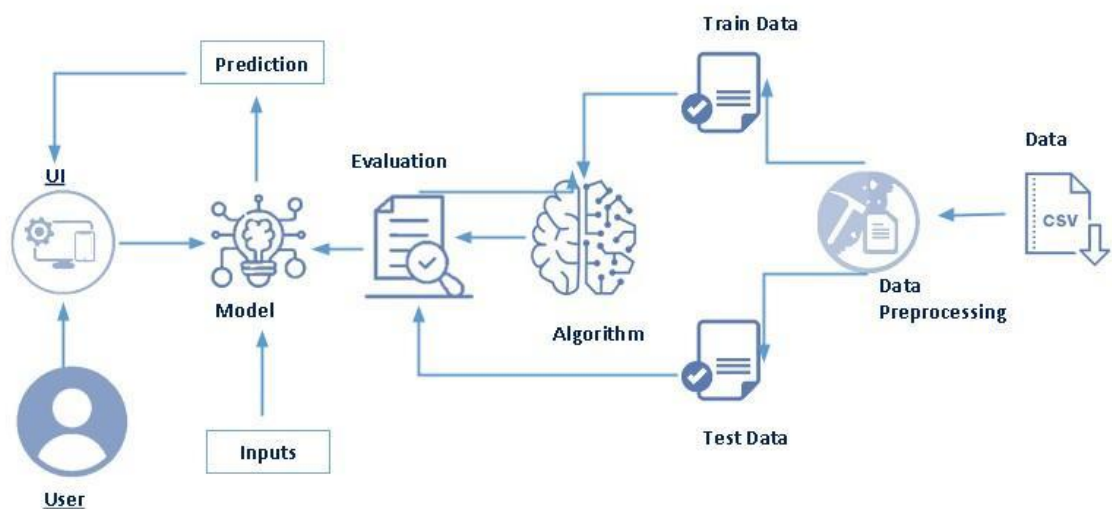 Train Data
Prediction
Evaluation
Data
UI
CSV
Model
Algorithm
Data
Preprocessing
Inputs
Test Data
User